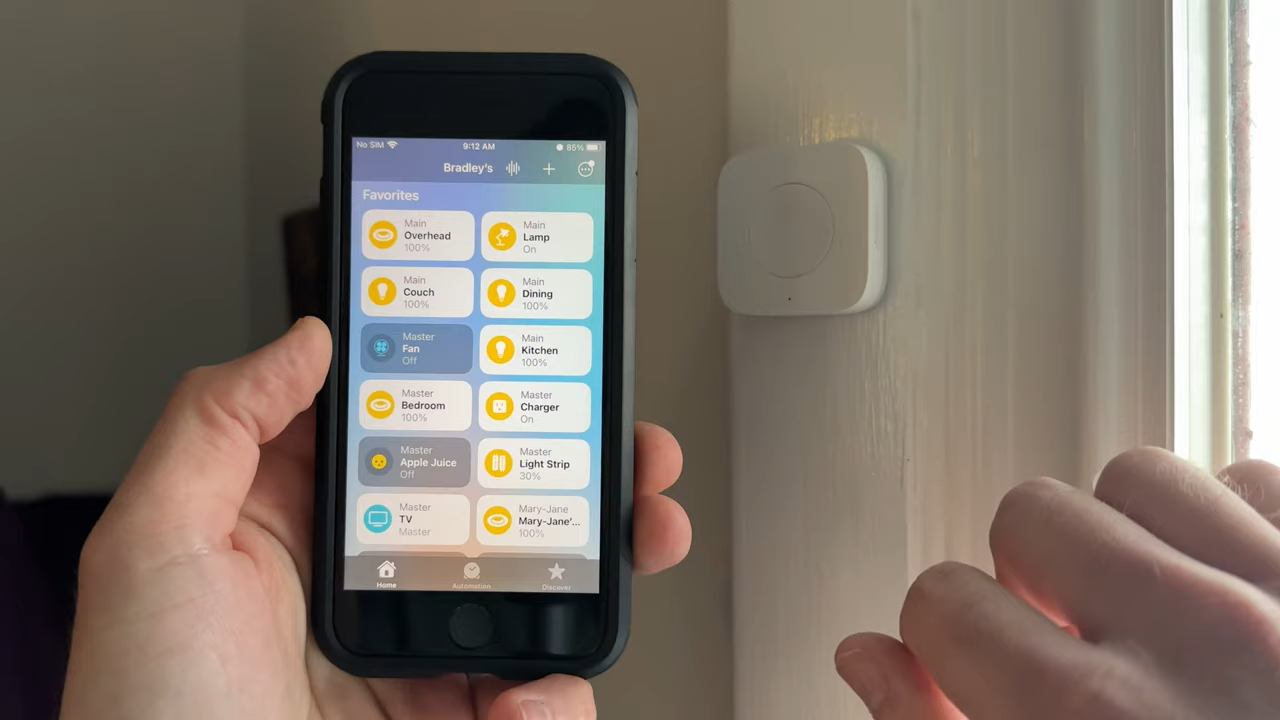 No SIM 9:12 AM 85%
Bradley's
Favorites
Main
Overhead
100%
Main
Lamp
On
Main
Couch
100%
Main
Dining
100%
Master
Fan
Off
Main
Kitchen
100%
Master
Bedroom
100%
Master
Charger
On
Master
Apple Juice
Off
Master
Light Strip
30%
Master
TV
Master
Mary-Jane
Mary-Jane'...
100%
Home Automation Discover